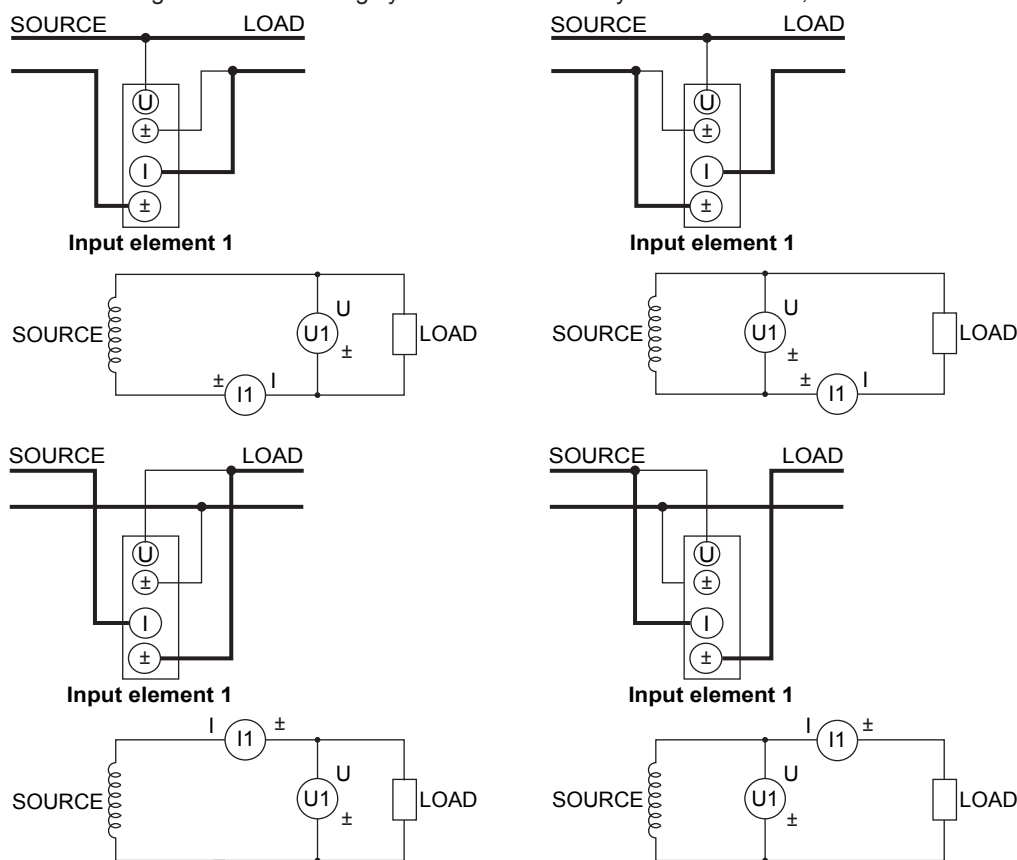 SOURCE LOAD
U
±
I
±
Input element 1
SOURCE LOAD
U
±
I
±
Input element 1
U
SOURCE U1 LOAD
±
± I1 I
U
SOURCE U1 LOAD
±
± I1 I
SOURCE LOAD
U
±
I
±
Input element 1
SOURCE LOAD
U
±
I
±
Input element 1
I I1 ±
U
SOURCE U1 LOAD
±
I I1 ±
U
SOURCE U1 LOAD
±